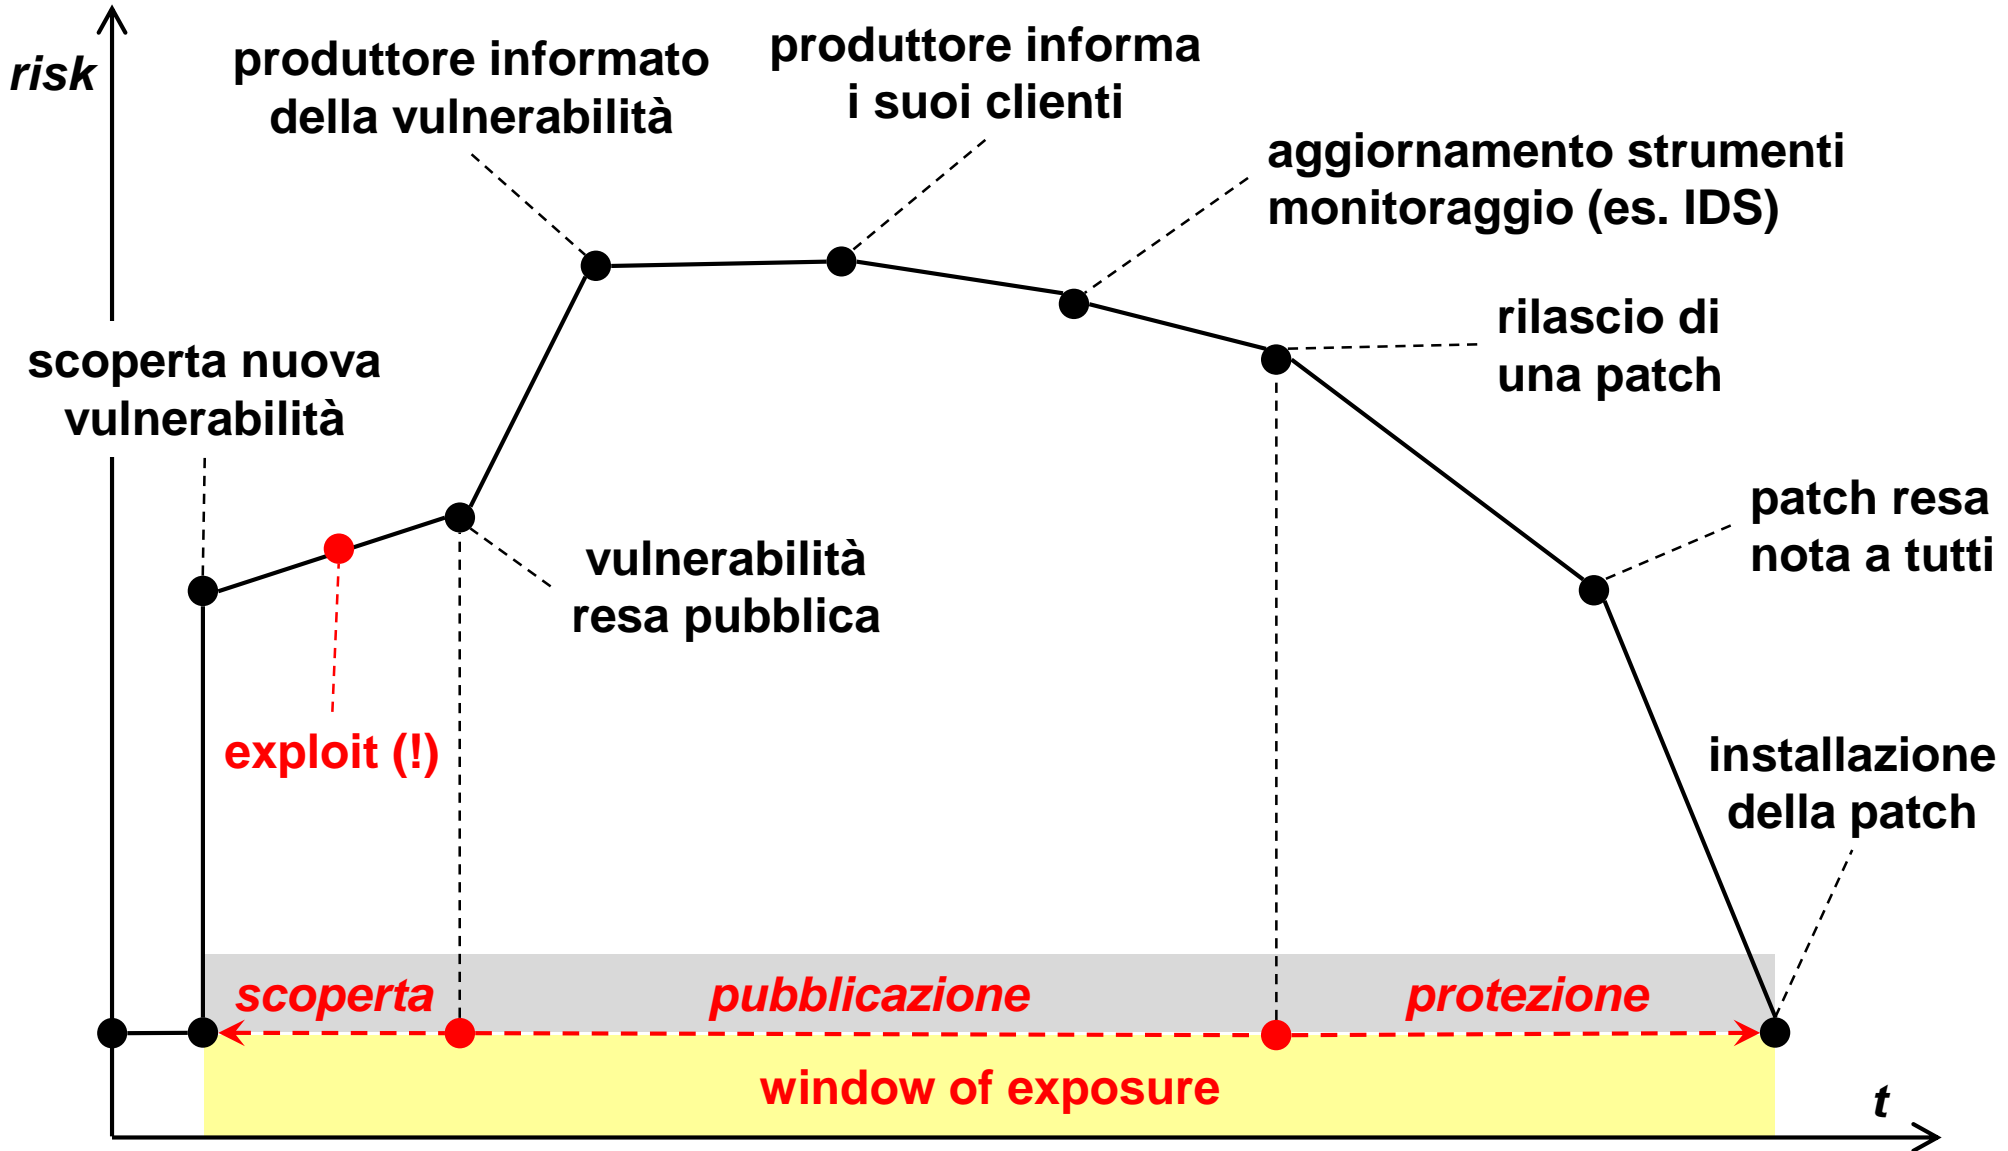 risk
produttore informato
della vulnerabilità
produttore informa
i suoi clienti
aggiornamento strumenti
monitoraggio (es. IDS)
rilascio di
una patch
scoperta nuova
vulnerabilità
patch resa
nota a tutti
vulnerabilità
resa pubblica
exploit (!)
installazione
della patch
scoperta
pubblicazione
protezione
window of exposure
t